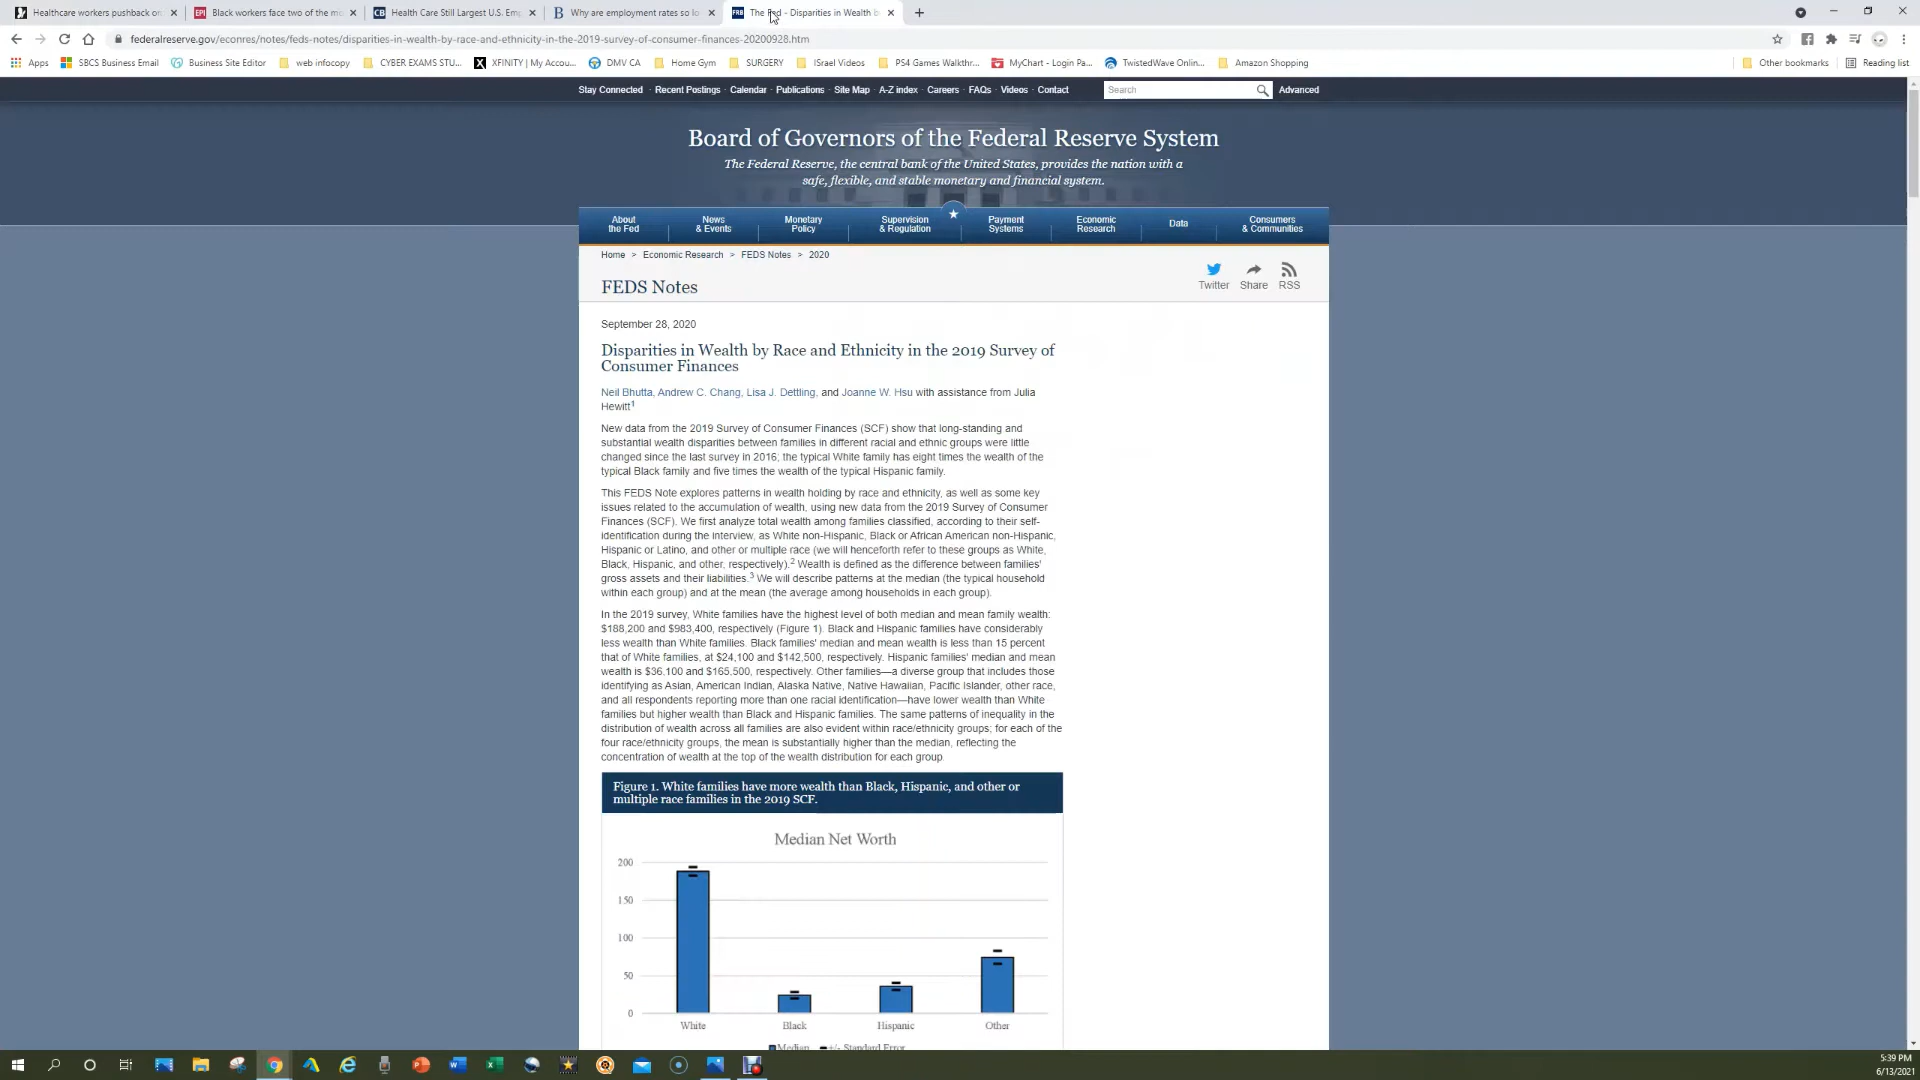 Healthcare workers pushback on
Black workers face two of the mo
Health Care Still Largest U.S. Em
Why are employment rates so lo
The Fed - Disparities in Wealth b
federalreserve.gov/econres/notes/feds-notes/disparities-in-wealth-by-race-and-ethnicity-in-the-2019-survey-of-consumer-finances-20200928.htm
Apps SBCS Business Email Business Site Editor web infocopy CYBER EXAMS STU... XFINITY | My Accou... DMV CA Home Gym SURGERY ISrael Videos PS4 Games Walkthr... MyChart - Login Pa... TwistedWave Onlin... Amazon Shopping Other bookmarks Reading list
Stay Connected Recent Postings Calendar Publications Site Map A-Z index Careers FAQs Videos Contact Search Advanced
Board of Governors of the Federal Reserve System
The Federal Reserve, the central bank of the United States, provides the nation with a
safe, flexible, and stable monetary and financial system.
About
the Fed
News
& Events
Monetary
Policy
Supervision
& Regulation
Payment
Systems
Economic
Research
Data
Consumers
& Communities
Home > Economic Research > FEDS Notes > 2020
FEDS Notes
Twitter Share RSS
September 28, 2020
Disparities in Wealth by Race and Ethnicity in the 2019 Survey of
Consumer Finances
Neil Bhutta, Andrew C. Chang, Lisa J. Dettling, and Joanne W. Hsu with assistance from Julia
Hewitt1
New data from the 2019 Survey of Consumer Finances (SCF) show that long-standing and
substantial wealth disparities between families in different racial and ethnic groups were little
changed since the last survey in 2016; the typical White family has eight times the wealth of the
typical Black family and five times the wealth of the typical Hispanic family.
This FEDS Note explores patterns in wealth holding by race and ethnicity, as well as some key
issues related to the accumulation of wealth, using new data from the 2019 Survey of Consumer
Finances (SCF). We first analyze total wealth among families classified, according to their self-
identification during the interview, as White non-Hispanic, Black or African American non-Hispanic,
Hispanic or Latino, and other or multiple race (we will henceforth refer to these groups as White,
Black, Hispanic, and other, respectively).2 Wealth is defined as the difference between families'
gross assets and their liabilities.3 We will describe patterns at the median (the typical household
within each group) and at the mean (the average among households in each group).
In the 2019 survey, White families have the highest level of both median and mean family wealth:
$188,200 and $983,400, respectively (Figure 1). Black and Hispanic families have considerably
less wealth than White families. Black families' median and mean wealth is less than 15 percent
that of White families, at $24,100 and $142,500, respectively. Hispanic families' median and mean
wealth is $36,100 and $165,500, respectively. Other families—a diverse group that includes those
identifying as Asian, American Indian, Alaska Native, Native Hawaiian, Pacific Islander, other race,
and all respondents reporting more than one racial identification—have lower wealth than White
families but higher wealth than Black and Hispanic families. The same patterns of inequality in the
distribution of wealth across all families are also evident within race/ethnicity groups; for each of the
four race/ethnicity groups, the mean is substantially higher than the median, reflecting the
concentration of wealth at the top of the wealth distribution for each group.
Figure 1. White families have more wealth than Black, Hispanic, and other or
multiple race families in the 2019 SCF.
Median Net Worth
200
150
100
50
0
White Black Hispanic Other
Median +/- Standard Error
5:39 PM
6/13/2021